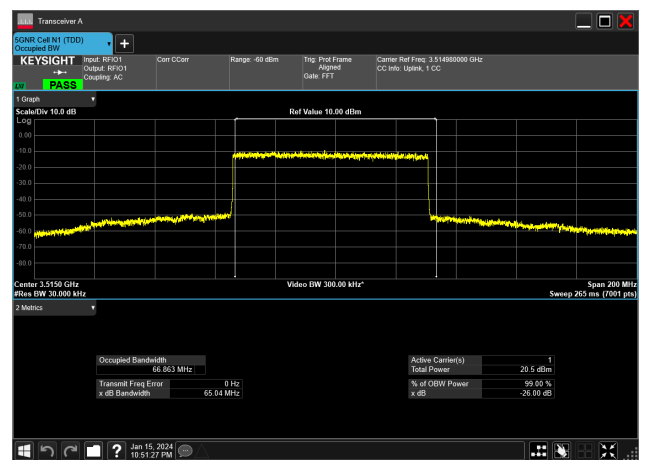 Transceiver A
5GNR Cell N1 (TDD)
Occupied BW
KEYSIGHT
LV
PASS
Input: RFIO1
Output: RFIO1
Coupling: AC
Corr CCorr
Range: -60 dBm
Trig: Prot Frame
Aligned
Gate: FFT
Carrier Ref Freq: 3.514980000 GHz
CC Info: Uplink, 1 CC
1 Graph
Scale/Div 10.0 dB
Ref Value 10.00 dBm
Log
0.00
-10.0
-20.0
-30.0
-40.0
-50.0
-60.0
-70.0
-80.0
Center 3.5150 GHz
#Res BW 30.000 kHz
Video BW 300.00 kHz*
Span 200 MHz
Sweep 265 ms (7001 pts)
2 Metrics
Occupied Bandwidth
66.863 MHz
Transmit Freq Error 0 Hz
x dB Bandwidth 65.04 MHz
Active Carrier(s) 1
Total Power 20.5 dBm
% of OBW Power 99.00 %
x dB -26.00 dB
Jan 15, 2024
10:51:27 PM